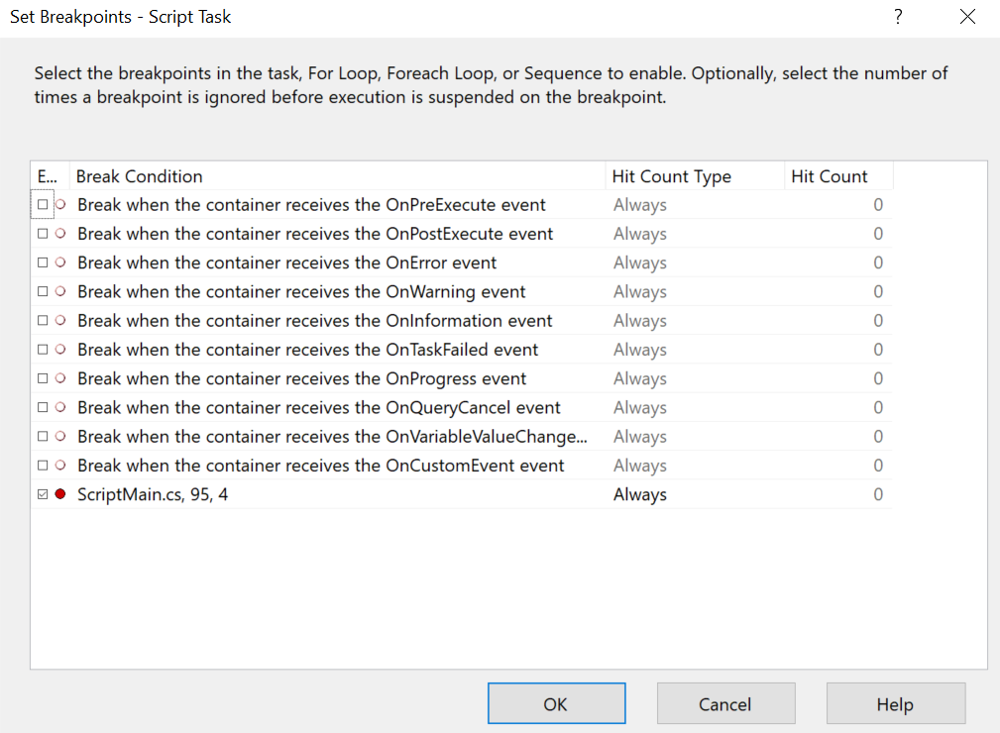 Set Breakpoints - Script Task ?
Select the breakpoints in the task, For Loop, Foreach Loop, or Sequence to enable. Optionally, select the number of
times a breakpoint is ignored before execution is suspended on the breakpoint.
E... Break Condition Hit Count Type Hit Count
Break when the container receives the OnPreExecute event Always 0
Break when the container receives the OnPostExecute event Always 0
Break when the container receives the OnError event Always 0
Break when the container receives the OnWarning event Always 0
Break when the container receives the OnInformation event Always 0
Break when the container receives the OnTaskFailed event Always 0
Break when the container receives the OnProgress event Always 0
Break when the container receives the OnQueryCancel event Always 0
Break when the container receives the OnVariableValueChange... Always 0
Break when the container receives the OnCustomEvent event Always 0
ScriptMain.cs, 95, 4 Always 0
OK Cancel Help